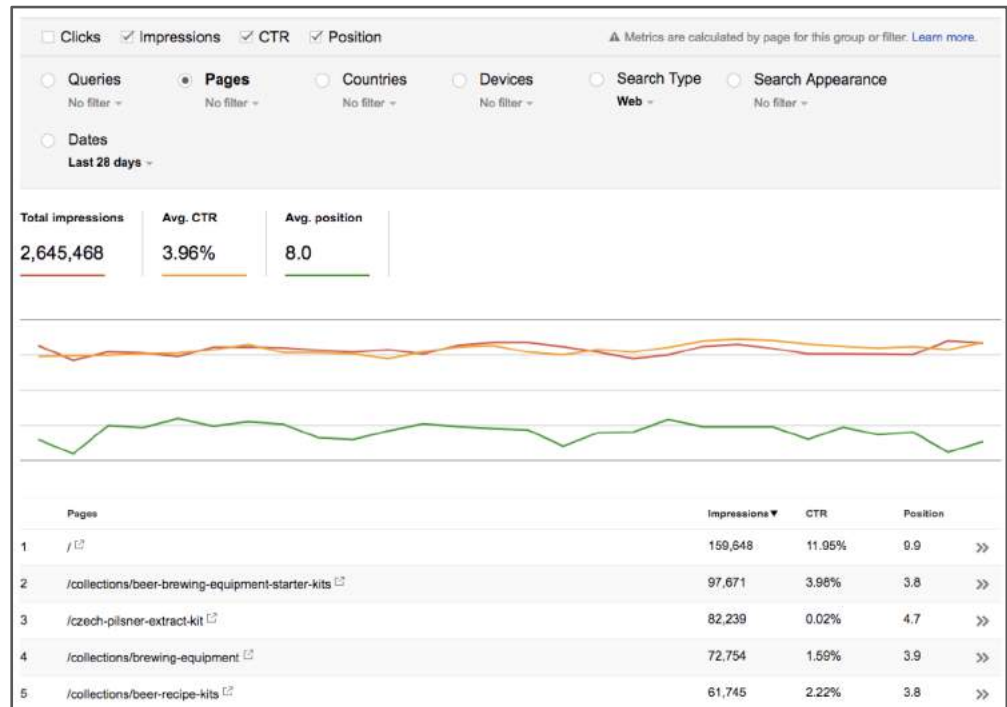 Clicks Impressions CTR Position Metrics are calculated by page for this group or filter. Learn more.
Queries Pages Countries Devices Search Type Search Appearance
No filter No filter No filter No filter Web No filter
Dates
Last 28 days
Total impressions Avg. CTR Avg. position
2,645,468 3.96% 8.0
Pages Impressions▼ CTR Position
1 / 159,648 11.95% 9.9 »
2 /collections/beer-brewing-equipment-starter-kits 97,671 3.98% 3.8 »
3 /czech-pilsner-extract-kit 82,239 0.02% 4.7 »
4 /collections/brewing-equipment 72,754 1.59% 3.9 »
5 /collections/beer-recipe-kits 61,745 2.22% 3.8 »